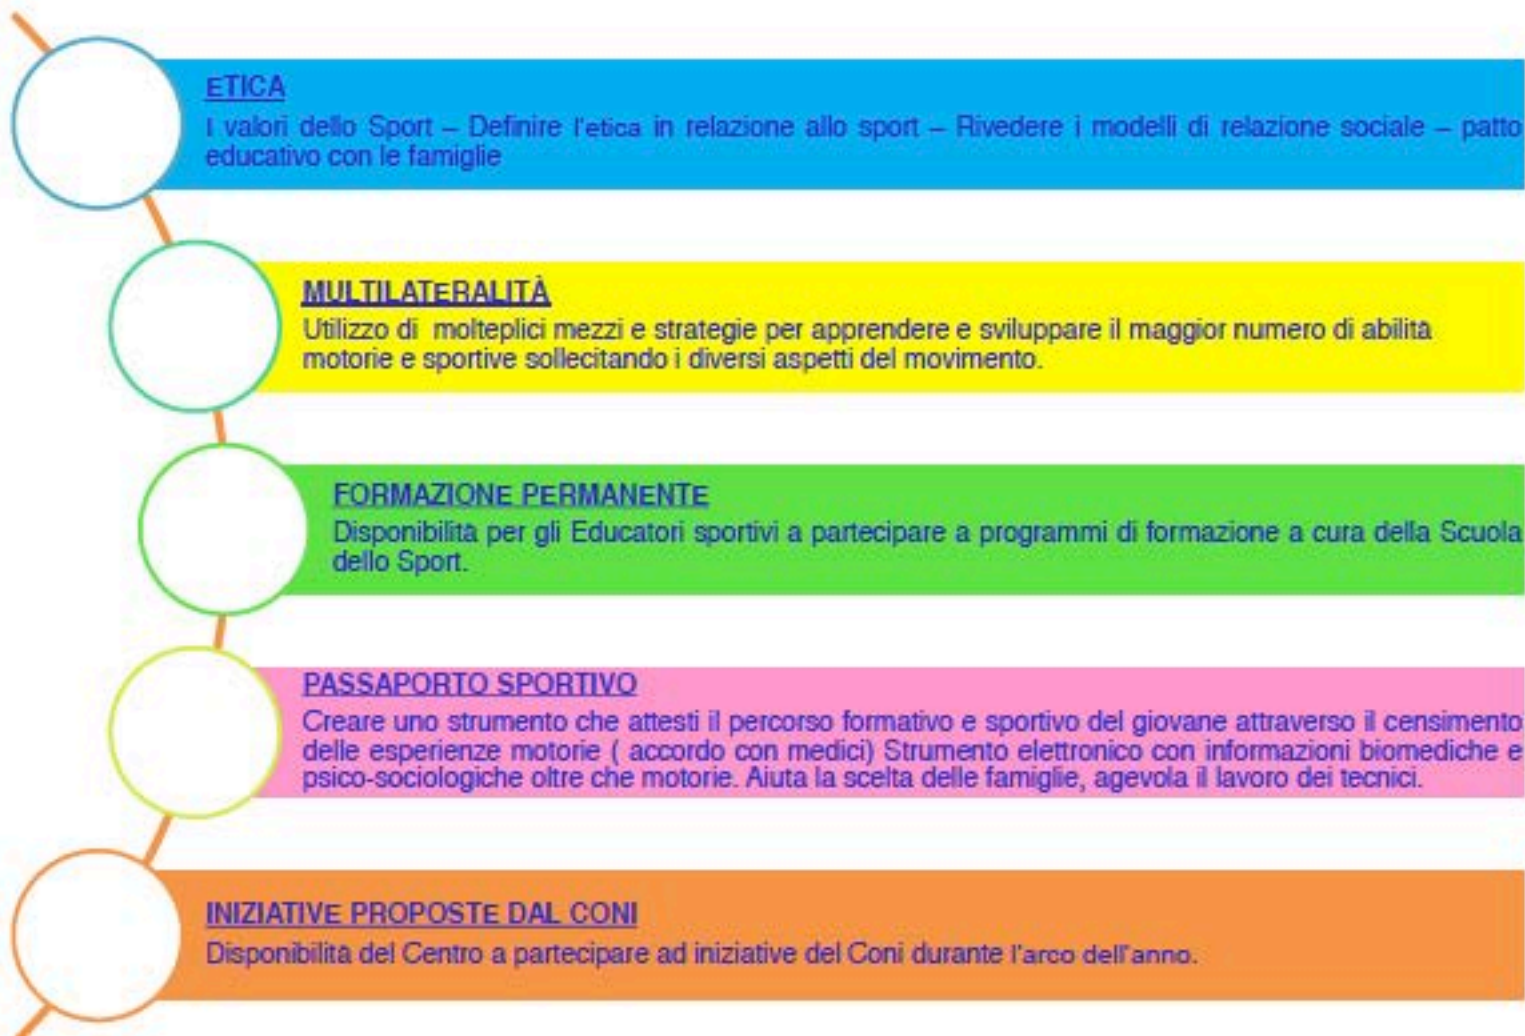 ETICA
I valori dello Sport – Definire l'etica in relazione allo sport – Rivedere i modelli di relazione sociale – patto
educativo con le famiglie
MULTILATERALITÀ
Utilizzo di molteplici mezzi e strategie per apprendere e sviluppare il maggior numero di abilità
motorie e sportive sollecitando i diversi aspetti del movimento.
FORMAZIONE PERMANENTE
Disponibilità per gli Educatori sportivi a partecipare a programmi di formazione a cura della Scuola
dello Sport.
PASSAPORTO SPORTIVO
Creare uno strumento che attesti il percorso formativo e sportivo del giovane attraverso il censimento
delle esperienze motorie ( accordo con medici) Strumento elettronico con informazioni biomediche e
psico-sociologiche oltre che motorie. Aiuta la scelta delle famiglie, agevola il lavoro dei tecnici.
INIZIATIVE PROPOSTE DAL CONI
Disponibilità del Centro a partecipare ad iniziative del Coni durante l'arco dell'anno.